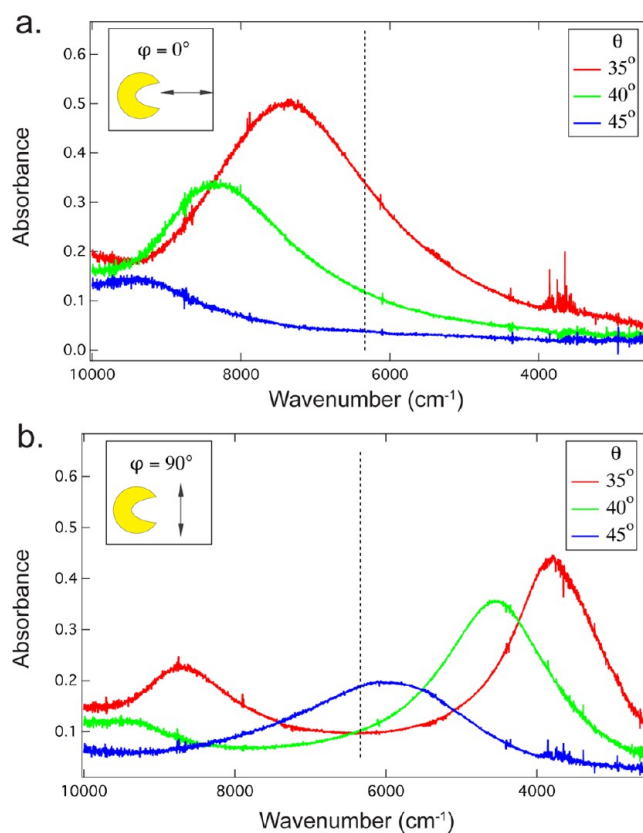 a.
φ = 0°
θ
35°
40°
45°
0.6
0.5
0.4
0.3
0.2
0.1
0.0
Absorbance
10000 8000 6000 4000
Wavenumber (cm⁻¹)
b.
φ = 90°
θ
35°
40°
45°
0.6
0.5
0.4
0.3
0.2
0.1
Absorbance
10000 8000 6000 4000
Wavenumber (cm⁻¹)